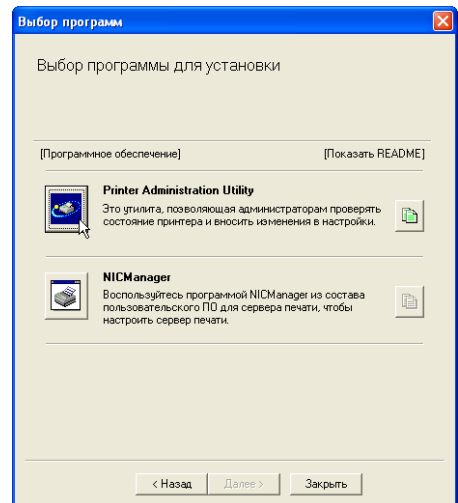 Выбор программ
Выбор программы для установки
[Программное обеспечение] [Показать README]
Printer Administration Utility
Это утилита, позволяющая администраторам проверять
состояние принтера и вносить изменения в настройки.
NICManager
Воспользуйтесь программой NICManager из состава
пользовательского ПО для сервера печати, чтобы
настроить сервер печати.
< Назад Далее > Закрыть